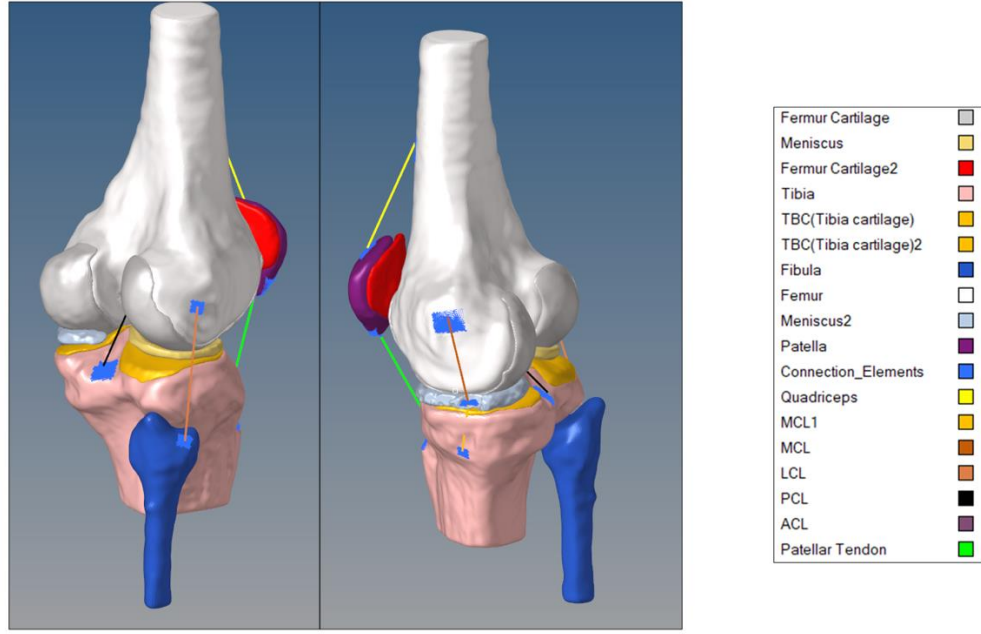 Fermur Cartilage
Meniscus
Fermur Cartilage2
Tibia
TBC(Tibia cartilage)
TBC(Tibia cartilage)2
Fibula
Femur
Meniscus2
Patella
Connection_Elements
Quadriceps
MCL1
MCL
LCL
PCL
ACL
Patellar Tendon